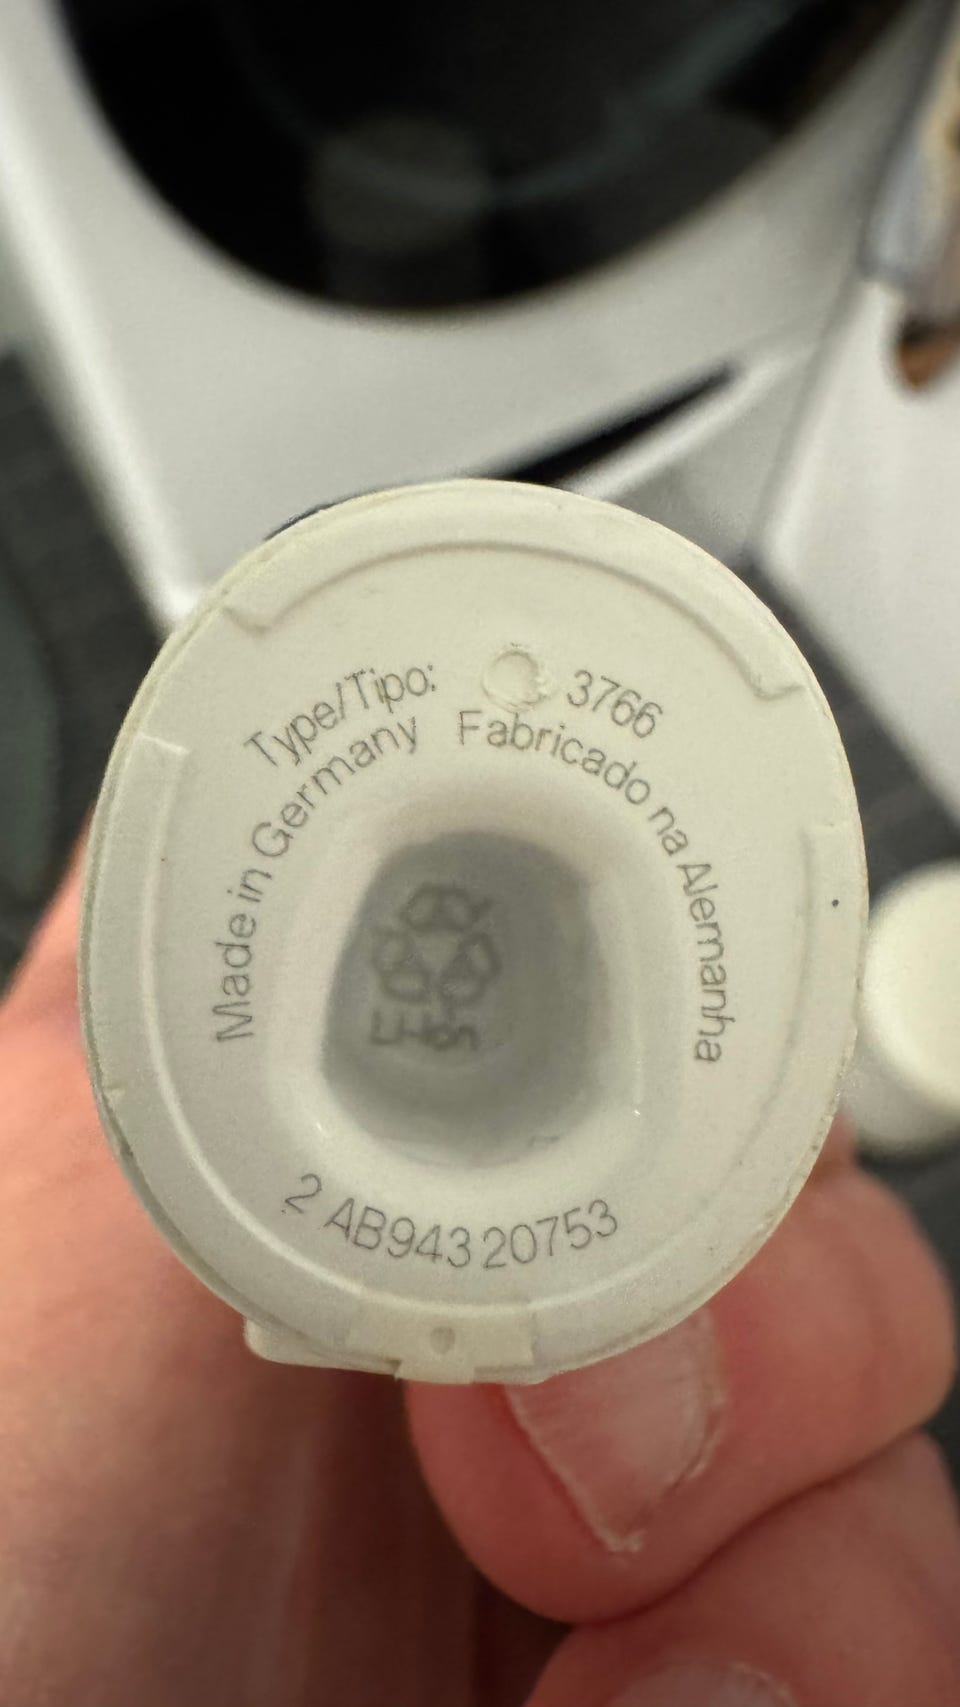 Type/Tipo: 3766
Made in Germany Fabricado na Alemanha
Li-Ion
2 AB943 20753